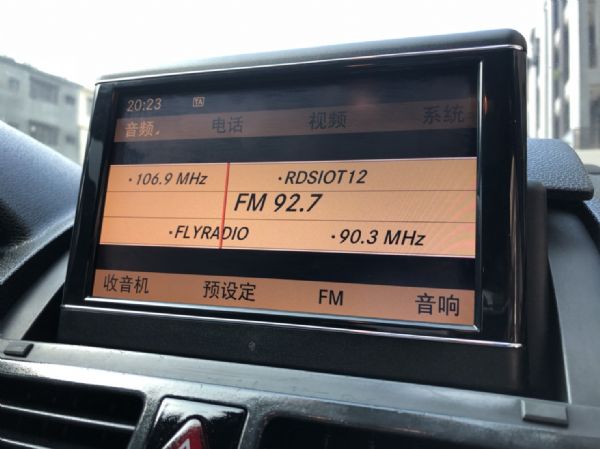 20:23 TA
音频 电话 视频 系统
·106.9 MHz ·RDSIOT12
FM 92.7
·FLYRADIO ·90.3 MHz
收音机 预设定 FM 音响